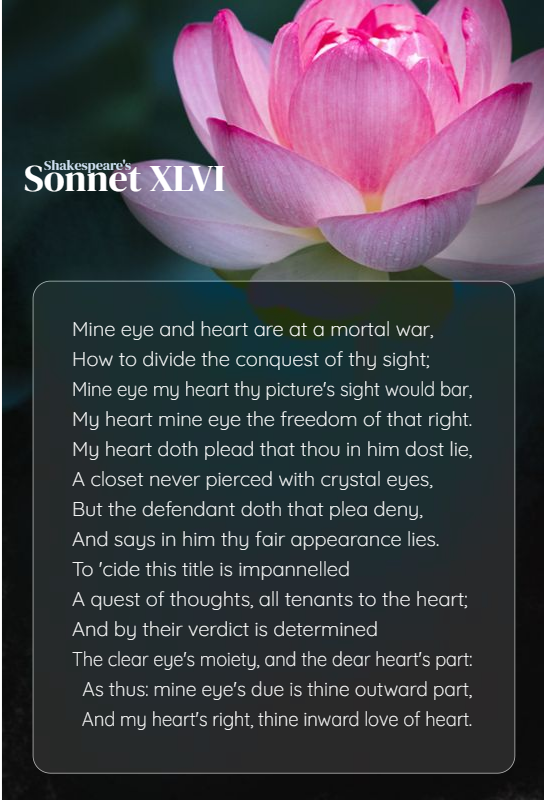 Shakespeare's
Sonnet XLVI
Mine eye and heart are at a mortal war,
How to divide the conquest of thy sight;
Mine eye my heart thy picture's sight would bar,
My heart mine eye the freedom of that right.
My heart doth plead that thou in him dost lie,
A closet never pierced with crystal eyes,
But the defendant doth that plea deny,
And says in him thy fair appearance lies.
To 'cide this title is impannelled
A quest of thoughts, all tenants to the heart;
And by their verdict is determined
The clear eye's moiety, and the dear heart's part:
As thus: mine eye's due is thine outward part,
And my heart's right, thine inward love of heart.